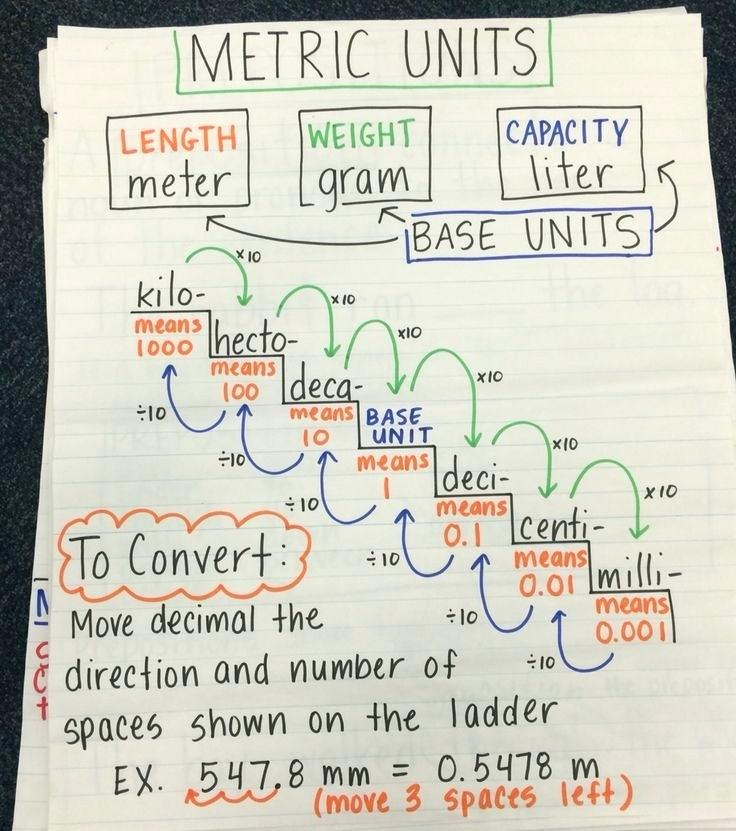 METRIC UNITS
LENGTH
meter
WEIGHT
gram
CAPACITY
liter
BASE UNITS
x10
kilo-
means
1000
x10
hecto-
means
100
x10
deca-
means
10
x10
BASE
UNIT
means
1
x10
deci-
means
0.1
x10
centi-
means
0.01
milli-
means
0.001
÷10
÷10
÷10
÷10
÷10
÷10
To Convert:
Move decimal the
direction and number of
spaces shown on the ladder
EX. 547.8 mm = 0.5478 m
(move 3 spaces left)